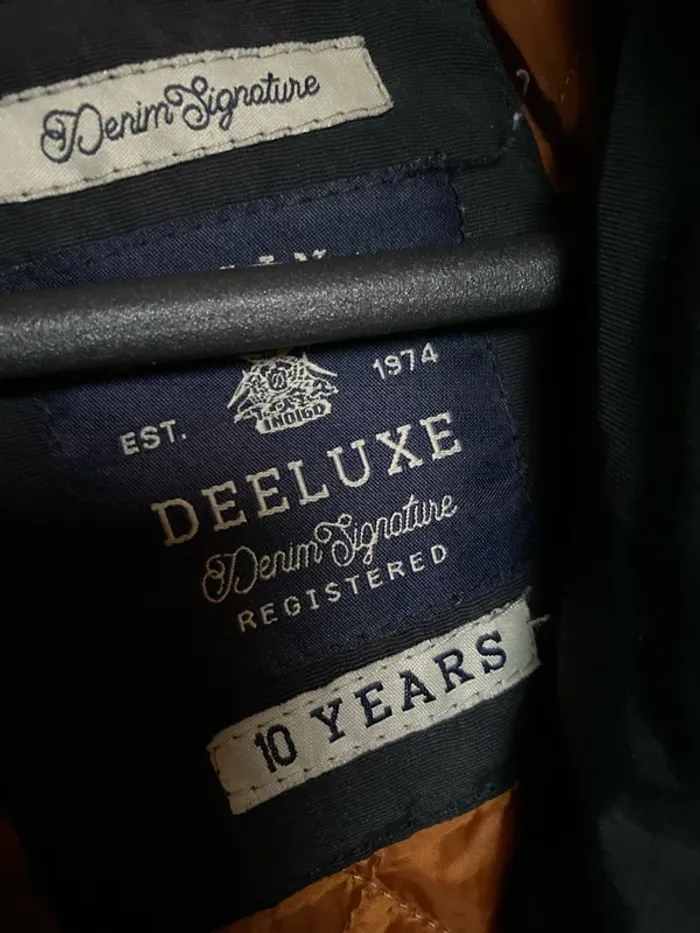 Denim Signature
EST.
1974
INDIGO
DEELUXE
Denim Signature
REGISTERED
10 YEARS